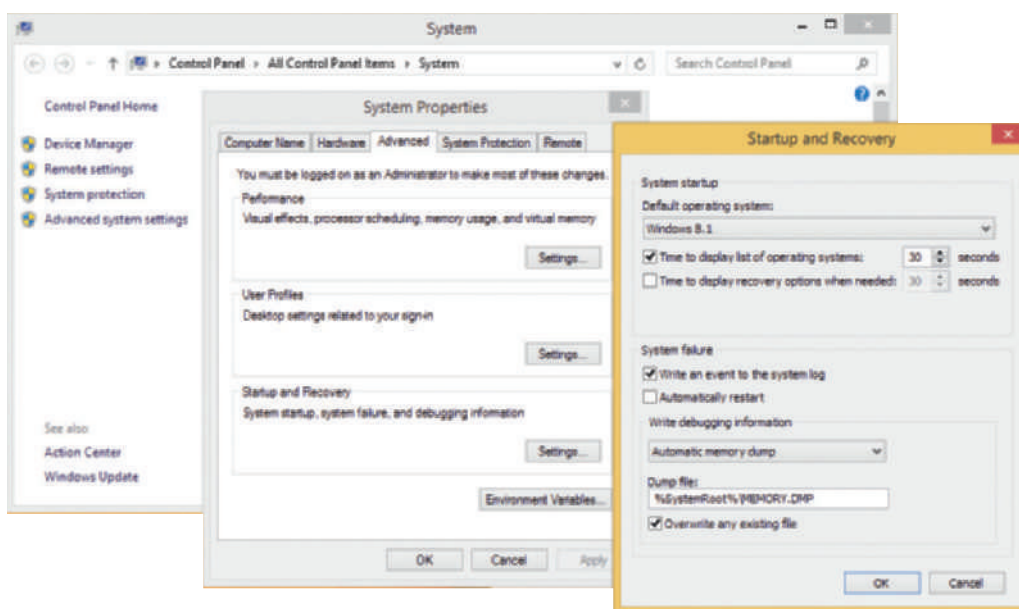 System
Control Panel All Control Panel Items System
Search Control Panel
Control Panel Home
Device Manager
Remote settings
System protection
Advanced system settings
See also
Action Center
Windows Update
System Properties
Computer Name Hardware Advanced System Protection Remote
You must be logged on as an Administrator to make most of these changes.
Performance
Visual effects, processor scheduling, memory usage, and virtual memory
Settings...
User Profiles
Desktop settings related to your sign-in
Settings...
Startup and Recovery
System startup, system failure, and debugging information
Settings...
Environment Variables...
OK Cancel Apply
Startup and Recovery
System startup
Default operating system:
Windows 8.1
Time to display list of operating systems: 30 seconds
Time to display recovery options when needed: 30 seconds
System failure
Write an event to the system log
Automatically restart
Write debugging information
Automatic memory dump
Dump file:
%SystemRoot%\MEMORY.DMP
Overwrite any existing file
OK Cancel